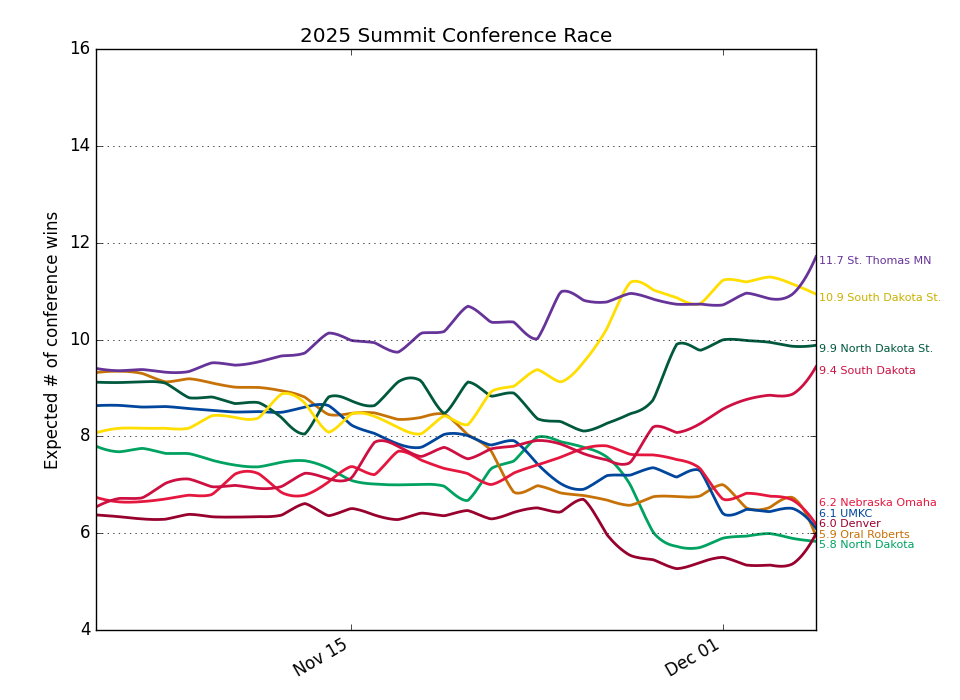 2025 Summit Conference Race
Expected # of conference wins
16
14
12
10
8
6
4
Nov 15
Dec 01
11.7 St. Thomas MN
10.9 South Dakota St.
9.9 North Dakota St.
9.4 South Dakota
6.2 Nebraska Omaha
6.1 UMKC
6.0 Denver
5.9 Oral Roberts
5.8 North Dakota